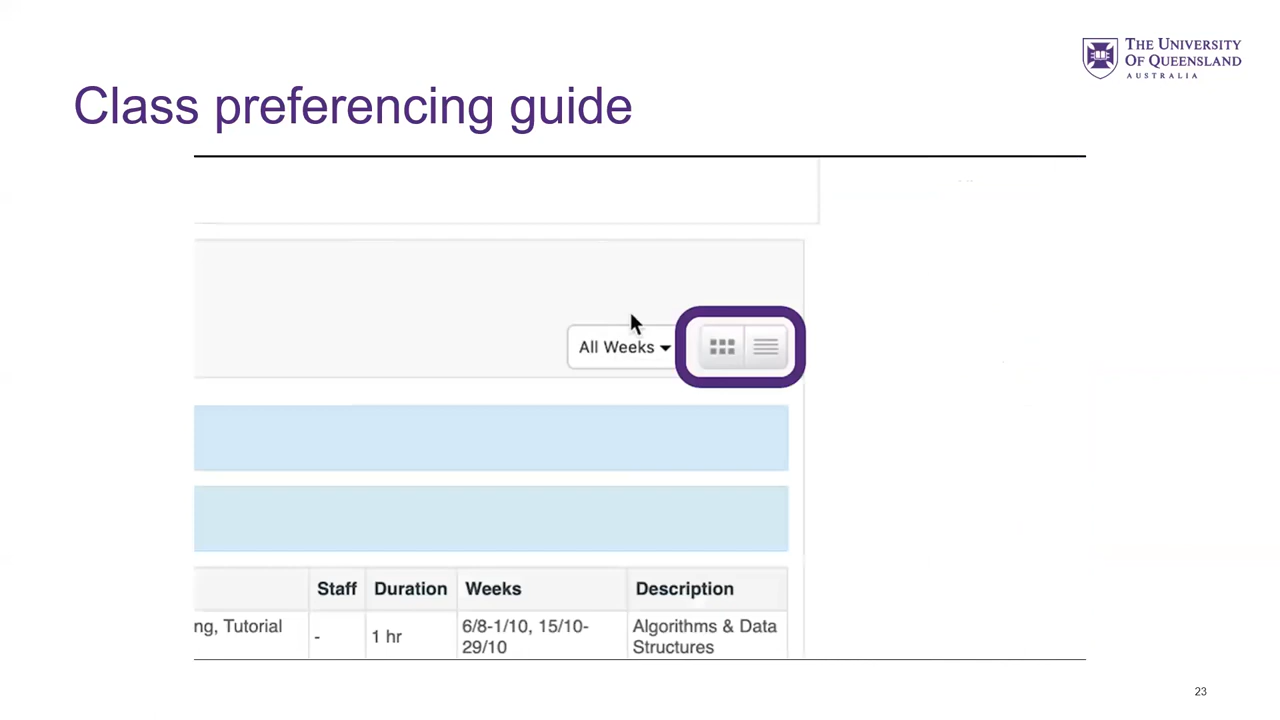 THE UNIVERSITY
OF QUEENSLAND
AUSTRALIA
Class preferencing guide
All Weeks
Staff Duration Weeks Description
ng, Tutorial - 1 hr 6/8-1/10, 15/10- Algorithms & Data
29/10 Structures
23